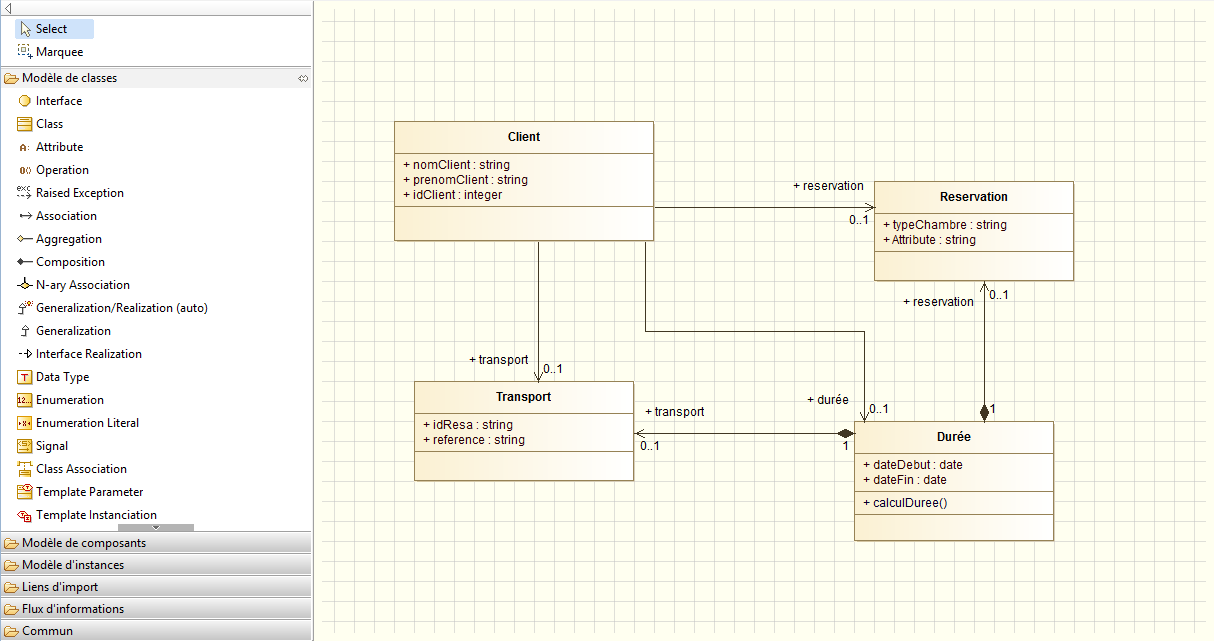 Select
Marquee
Modèle de classes
Interface
Class
Attribute
Operation
Raised Exception
Association
Aggregation
Composition
N-ary Association
Generalization/Realization (auto)
Generalization
Interface Realization
Data Type
Enumeration
Enumeration Literal
Signal
Class Association
Template Parameter
Template Instanciation
Modèle de composants
Modèle d'instances
Liens d'import
Flux d'informations
Commun
Client
+ nomClient : string
+ prenomClient : string
+ idClient : integer
+ reservation
0..1
Reservation
+ typeChambre : string
+ Attribute : string
0..1
+ reservation
+ transport
0..1
Transport
+ idResa : string
+ reference : string
+ durée
0..1
1
+ transport
0..1
1
Durée
+ dateDebut : date
+ dateFin : date
+ calculDuree()